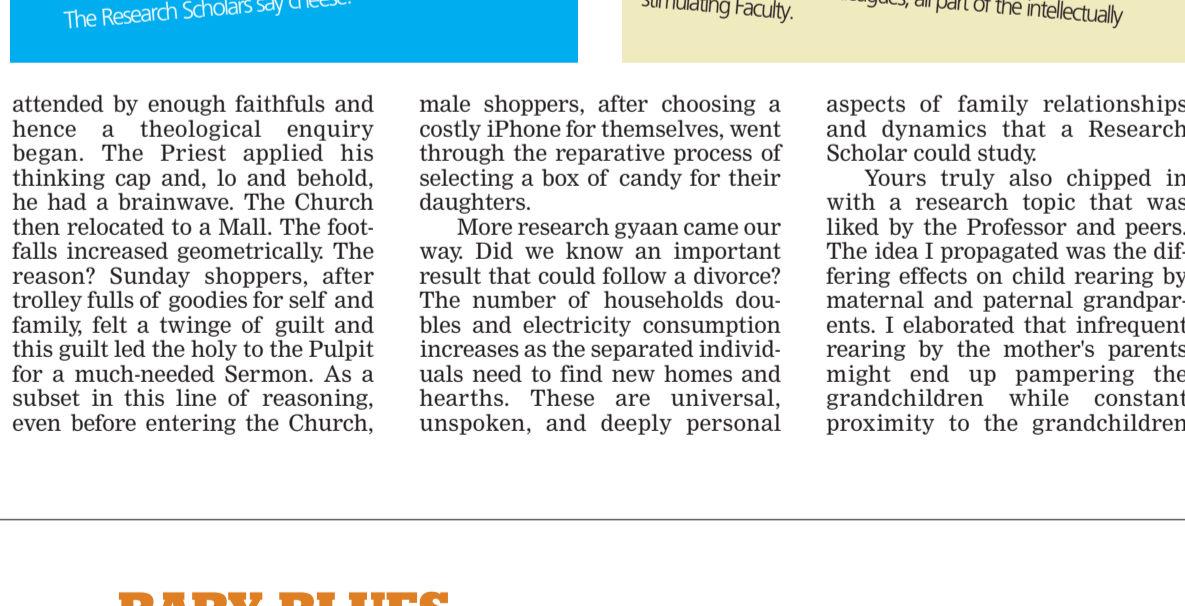 The Research Scholars say cheese.
stimulating Faculty.
all part of the intellectually
attended by enough faithfuls and
hence a theological enquiry
began. The Priest applied his
thinking cap and, lo and behold,
he had a brainwave. The Church
then relocated to a Mall. The foot-
falls increased geometrically. The
reason? Sunday shoppers, after
trolley fulls of goodies for self and
family, felt a twinge of guilt and
this guilt led the holy to the Pulpit
for a much-needed Sermon. As a
subset in this line of reasoning,
even before entering the Church,
male shoppers, after choosing a
costly iPhone for themselves, went
through the reparative process of
selecting a box of candy for their
daughters.
More research gyaan came our
way. Did we know an important
result that could follow a divorce?
The number of households dou-
bles and electricity consumption
increases as the separated individ-
uals need to find new homes and
hearths. These are universal,
unspoken, and deeply personal
aspects of family relationships
and dynamics that a Research
Scholar could study.
Yours truly also chipped in
with a research topic that was
liked by the Professor and peers.
The idea I propagated was the dif-
fering effects on child rearing by
maternal and paternal grandpar-
ents. I elaborated that infrequent
rearing by the mother's parents
might end up pampering the
grandchildren while constant
proximity to the grandchildren
BABY BLUES